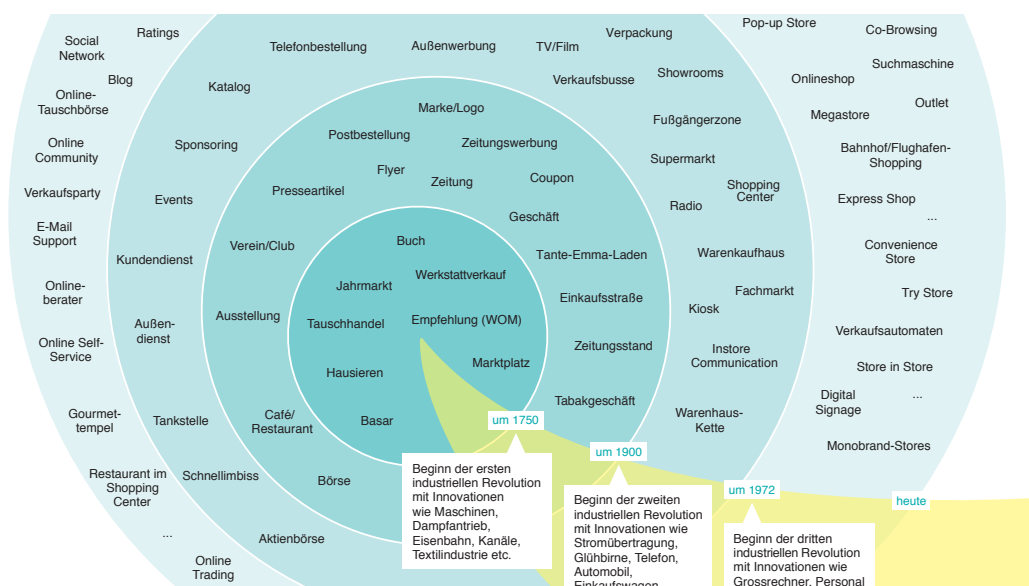 Social
Network
Ratings
Blog
Online-
Tauschbörse
Online
Community
Verkaufsparty
E-Mail
Support
Online-
berater
Online Self-
Service
Gourmet-
tempel
Restaurant im
Shopping
Center
...
Online
Trading
Telefonbestellung
Außenwerbung
TV/Film
Verpackung
Katalog
Verkaufsbusse
Showrooms
Sponsoring
Fußgängerzone
Supermarkt
Shopping
Center
Events
Radio
Kundendienst
Warenkaufhaus
Fachmarkt
Kiosk
Außen-
dienst
Instore
Communication
Tankstelle
Warenhaus-
Kette
Schnellimbiss
Aktienbörse
Marke/Logo
Postbestellung
Zeitungswerbung
Flyer
Zeitung
Coupon
Presseartikel
Geschäft
Verein/Club
Tante-Emma-Laden
Einkaufsstraße
Ausstellung
Zeitungsstand
Tabakgeschäft
Café/
Restaurant
Börse
Buch
Werkstattverkauf
Jahrmarkt
Tauschhandel
Empfehlung (WOM)
Marktplatz
Hausieren
Basar
Pop-up Store
Co-Browsing
Suchmaschine
Onlineshop
Outlet
Megastore
Bahnhof/Flughafen-
Shopping
Express Shop
...
Convenience
Store
Try Store
Verkaufsautomaten
Store in Store
Digital
Signage
...
Monobrand-Stores
um 1750
Beginn der ersten
industriellen Revolution
mit Innovationen
wie Maschinen,
Dampfantrieb,
Eisenbahn, Kanäle,
Textilindustrie etc.
um 1900
Beginn der zweiten
industriellen Revolution
mit Innovationen wie
Stromübertragung,
Glühbirne, Telefon,
Automobil,
Einkaufswagen
um 1972
Beginn der dritten
industriellen Revolution
mit Innovationen wie
Grossrechner, Personal
heute